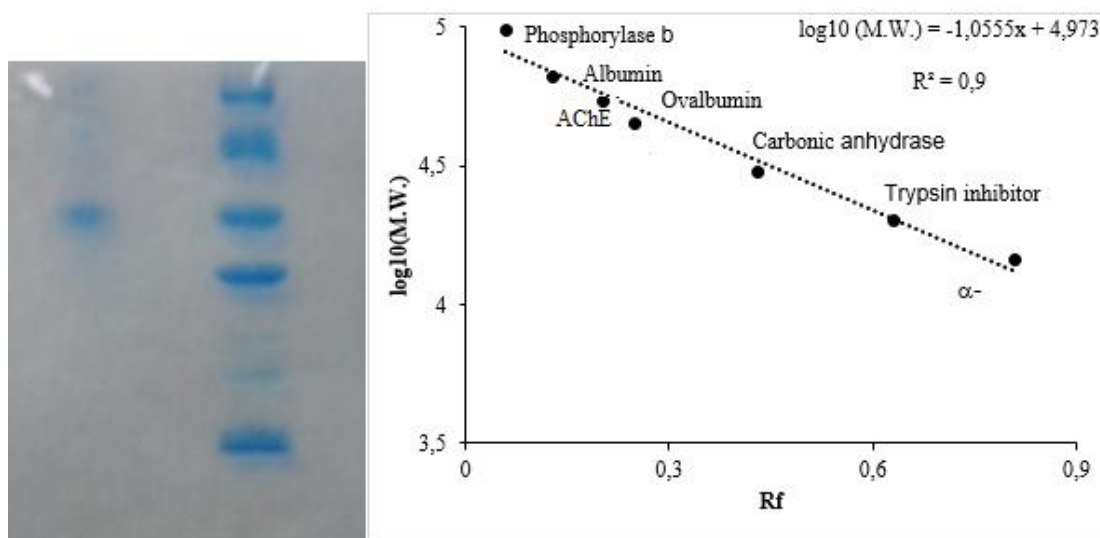 5
log10 (M.W.) = -1,0555x + 4,973
Phosphorylase b
R² = 0,9
Albumin
Ovalbumin
AChE
4,5
Carbonic anhydrase
Trypsin inhibitor
log10(M.W.)
4
α-
3,5
0
0,3
0,6
0,9
Rf